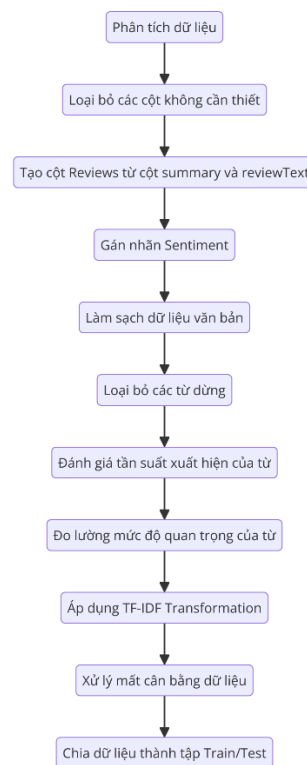 Phân tích dữ liệu
Loại bỏ các cột không cần thiết
Tạo cột Reviews từ cột summary và reviewText
Gán nhãn Sentiment
Làm sạch dữ liệu văn bản
Loại bỏ các từ dừng
Đánh giá tần suất xuất hiện của từ
Đo lường mức độ quan trọng của từ
Áp dụng TF-IDF Transformation
Xử lý mất cân bằng dữ liệu
Chia dữ liệu thành tập Train/Test